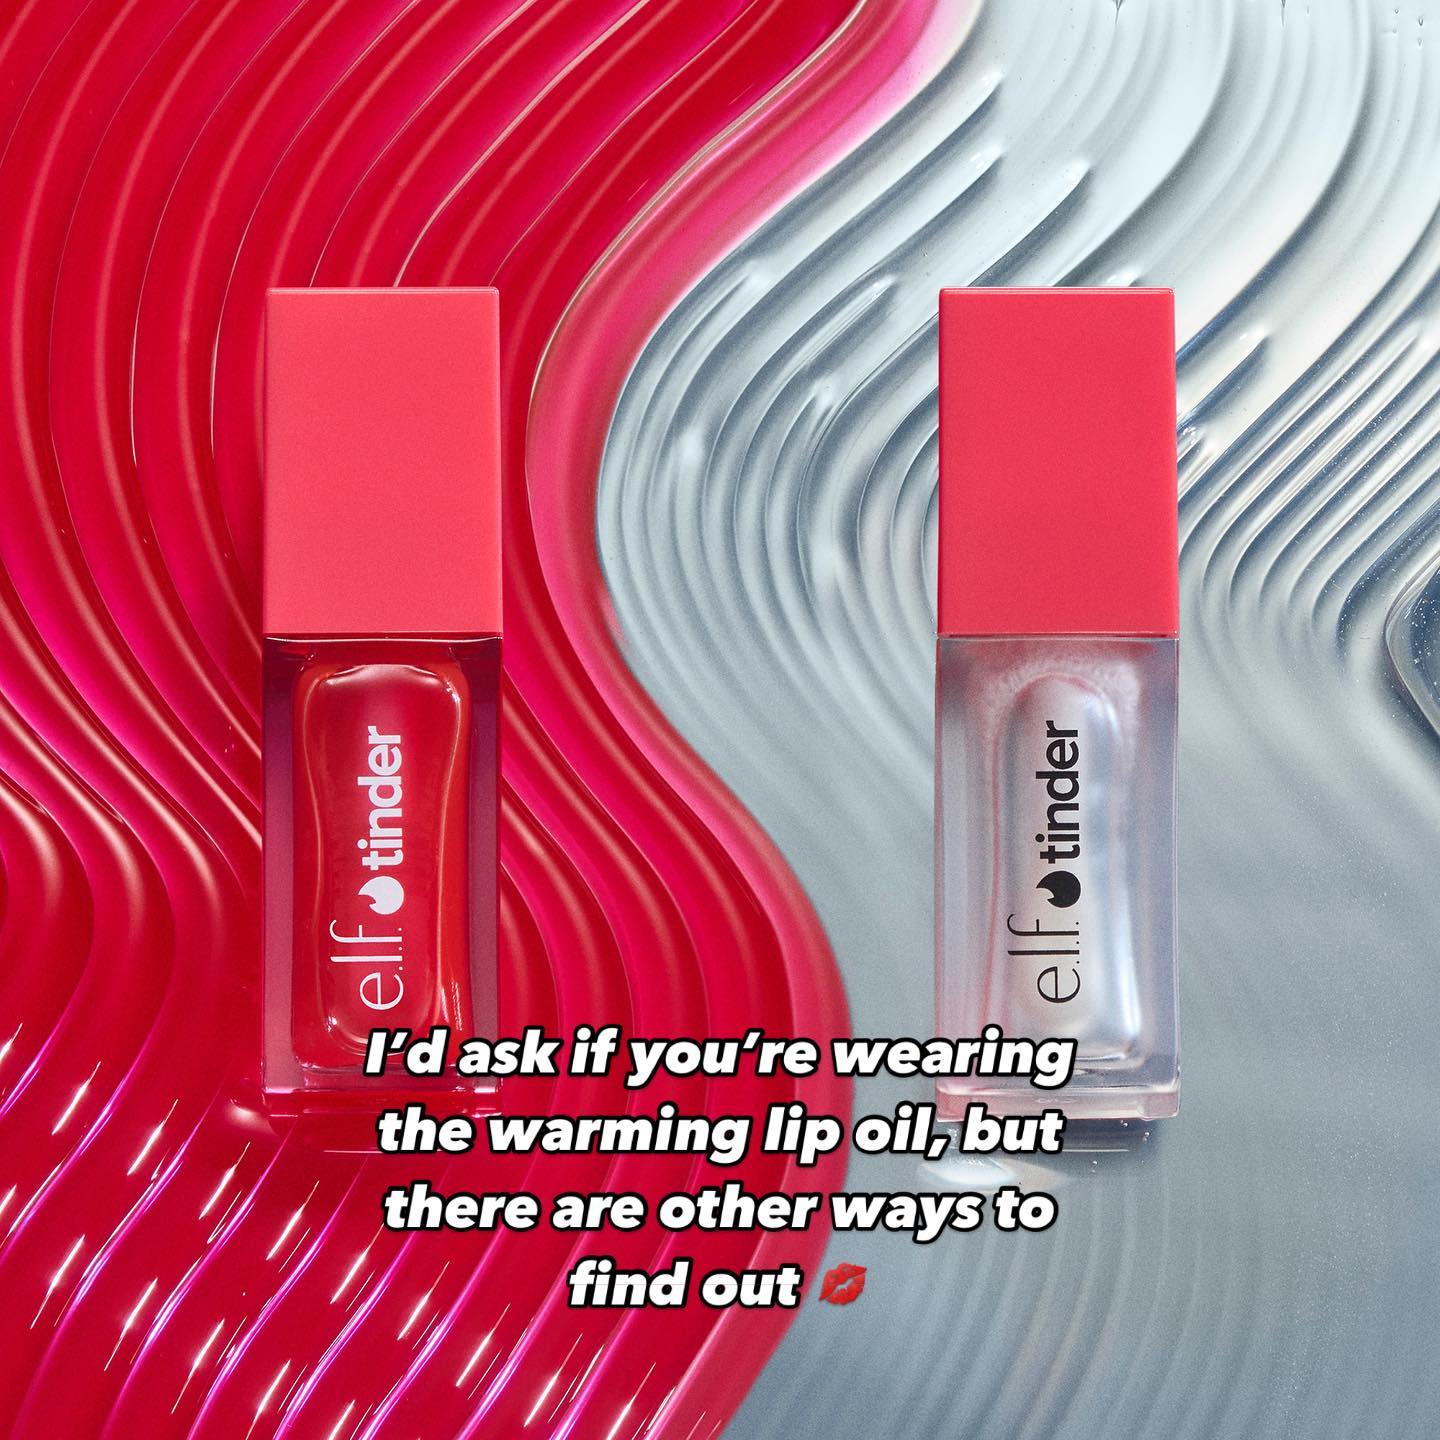 e.l.f. tinder
e.l.f. tinder
I'd ask if you're wearing
the warming lip oil, but
there are other ways to
find out 💋